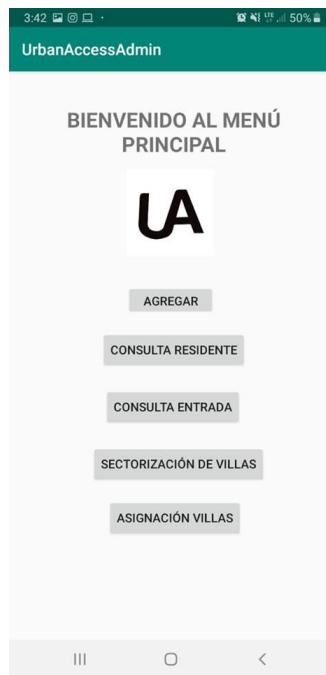 3:42
LTE
50%
UrbanAccessAdmin
BIENVENIDO AL MENÚ
PRINCIPAL
UA
AGREGAR
CONSULTA RESIDENTE
CONSULTA ENTRADA
SECTORIZACIÓN DE VILLAS
ASIGNACIÓN VILLAS